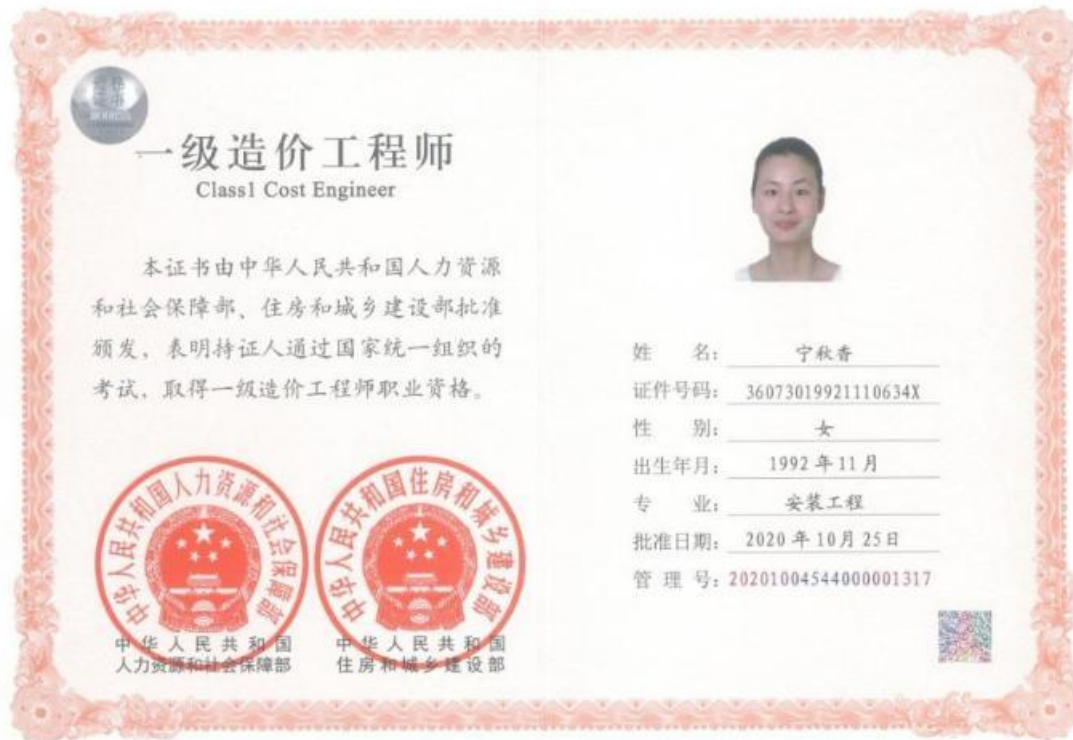 一级造价工程师
Class1 Cost Engineer
本证书由中华人民共和国人力资源
和社会保障部、住房和城乡建设部批准
颁发，表明持证人通过国家统一组织的
考试，取得一级造价工程师职业资格。
中华人民共和国人力资源和社会保障部
中华人民共和国住房和城乡建设部
中华人民共和国
人力资源和社会保障部
中华人民共和国
住房和城乡建设部
姓 名： 宁秋香
证件号码： 36073019921110634X
性 别： 女
出生年月： 1992年11月
专 业： 安装工程
批准日期： 2020年10月25日
管 理 号：20201004544000001317